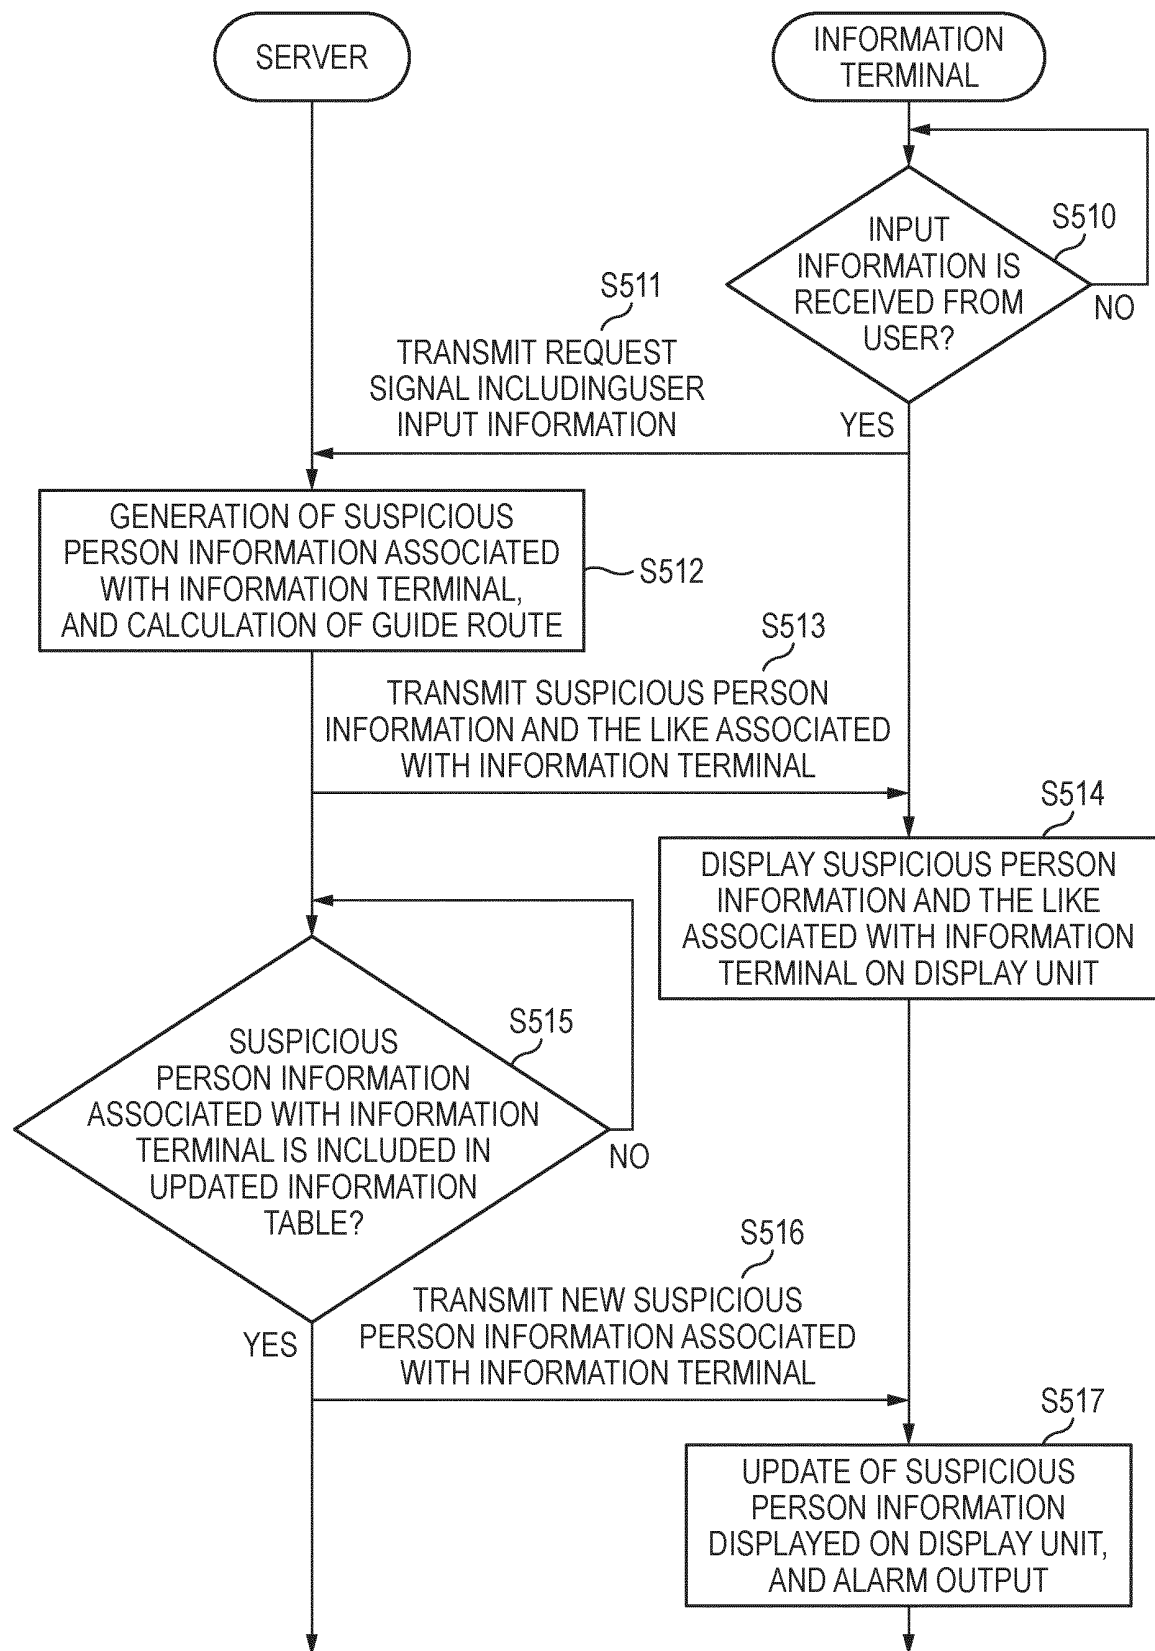 SERVER
INFORMATION
TERMINAL
S510
INPUT
INFORMATION IS
RECEIVED FROM
USER?
NO
YES
S511
TRANSMIT REQUEST
SIGNAL INCLUDINGUSER
INPUT INFORMATION
GENERATION OF SUSPICIOUS
PERSON INFORMATION ASSOCIATED
WITH INFORMATION TERMINAL,
AND CALCULATION OF GUIDE ROUTE
S512
S513
TRANSMIT SUSPICIOUS PERSON
INFORMATION AND THE LIKE ASSOCIATED
WITH INFORMATION TERMINAL
S514
DISPLAY SUSPICIOUS PERSON
INFORMATION AND THE LIKE
ASSOCIATED WITH INFORMATION
TERMINAL ON DISPLAY UNIT
S515
SUSPICIOUS
PERSON INFORMATION
ASSOCIATED WITH INFORMATION
TERMINAL IS INCLUDED IN
UPDATED INFORMATION
TABLE?
NO
YES
S516
TRANSMIT NEW SUSPICIOUS
PERSON INFORMATION ASSOCIATED
WITH INFORMATION TERMINAL
S517
UPDATE OF SUSPICIOUS
PERSON INFORMATION
DISPLAYED ON DISPLAY UNIT,
AND ALARM OUTPUT